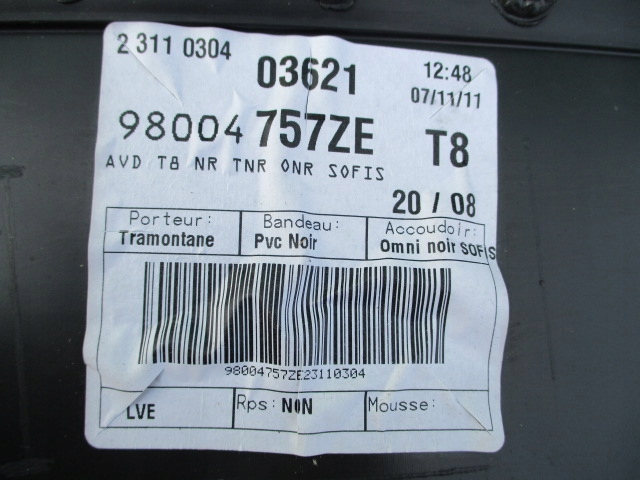 2 311 0304
03621
12:48
07/11/11
98004757ZE
T8
AVD T8 NR TNR ONR SOFIS
20 / 08
Porteur: Bandeau: Accoudoir:
Tramontane Pvc Noir Omni noir SOFIS
98004757ZE23110304
LVE Rps: NON Mousse: